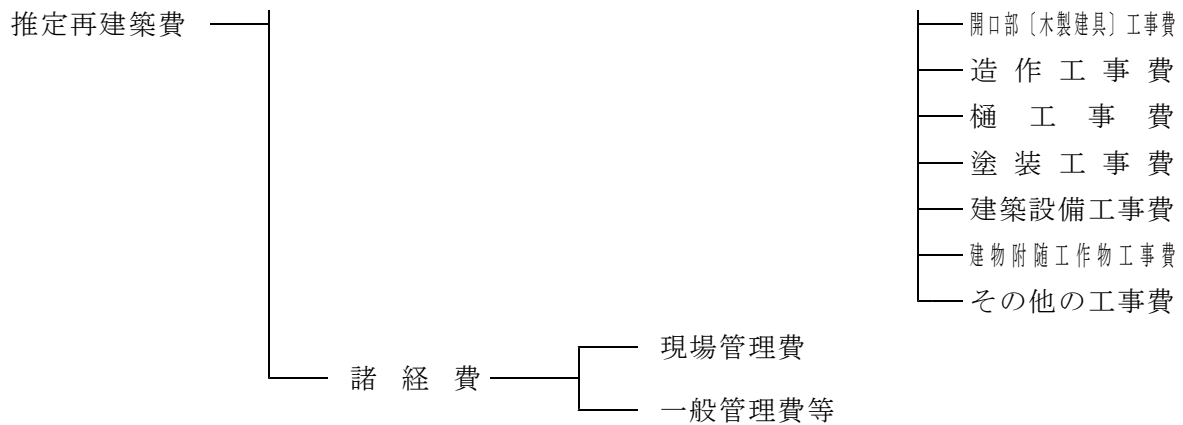 推定再建築費
開口部〔木製建具〕工事費
造作工事費
樋工事費
塗装工事費
建築設備工事費
建物附随工作物工事費
その他の工事費
諸経費
現場管理費
一般管理費等